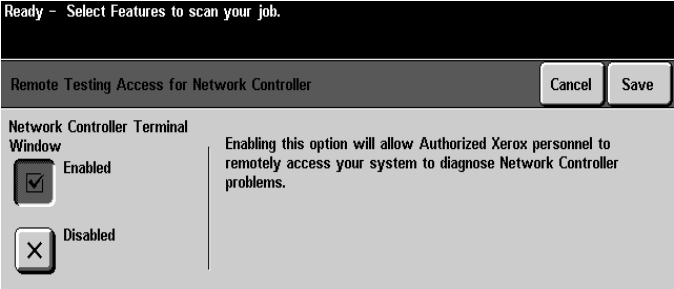 Ready - Select Features to scan your job.
Remote Testing Access for Network Controller
Cancel
Save
Network Controller Terminal
Window
Enabled
Disabled
Enabling this option will allow Authorized Xerox personnel to
remotely access your system to diagnose Network Controller
problems.